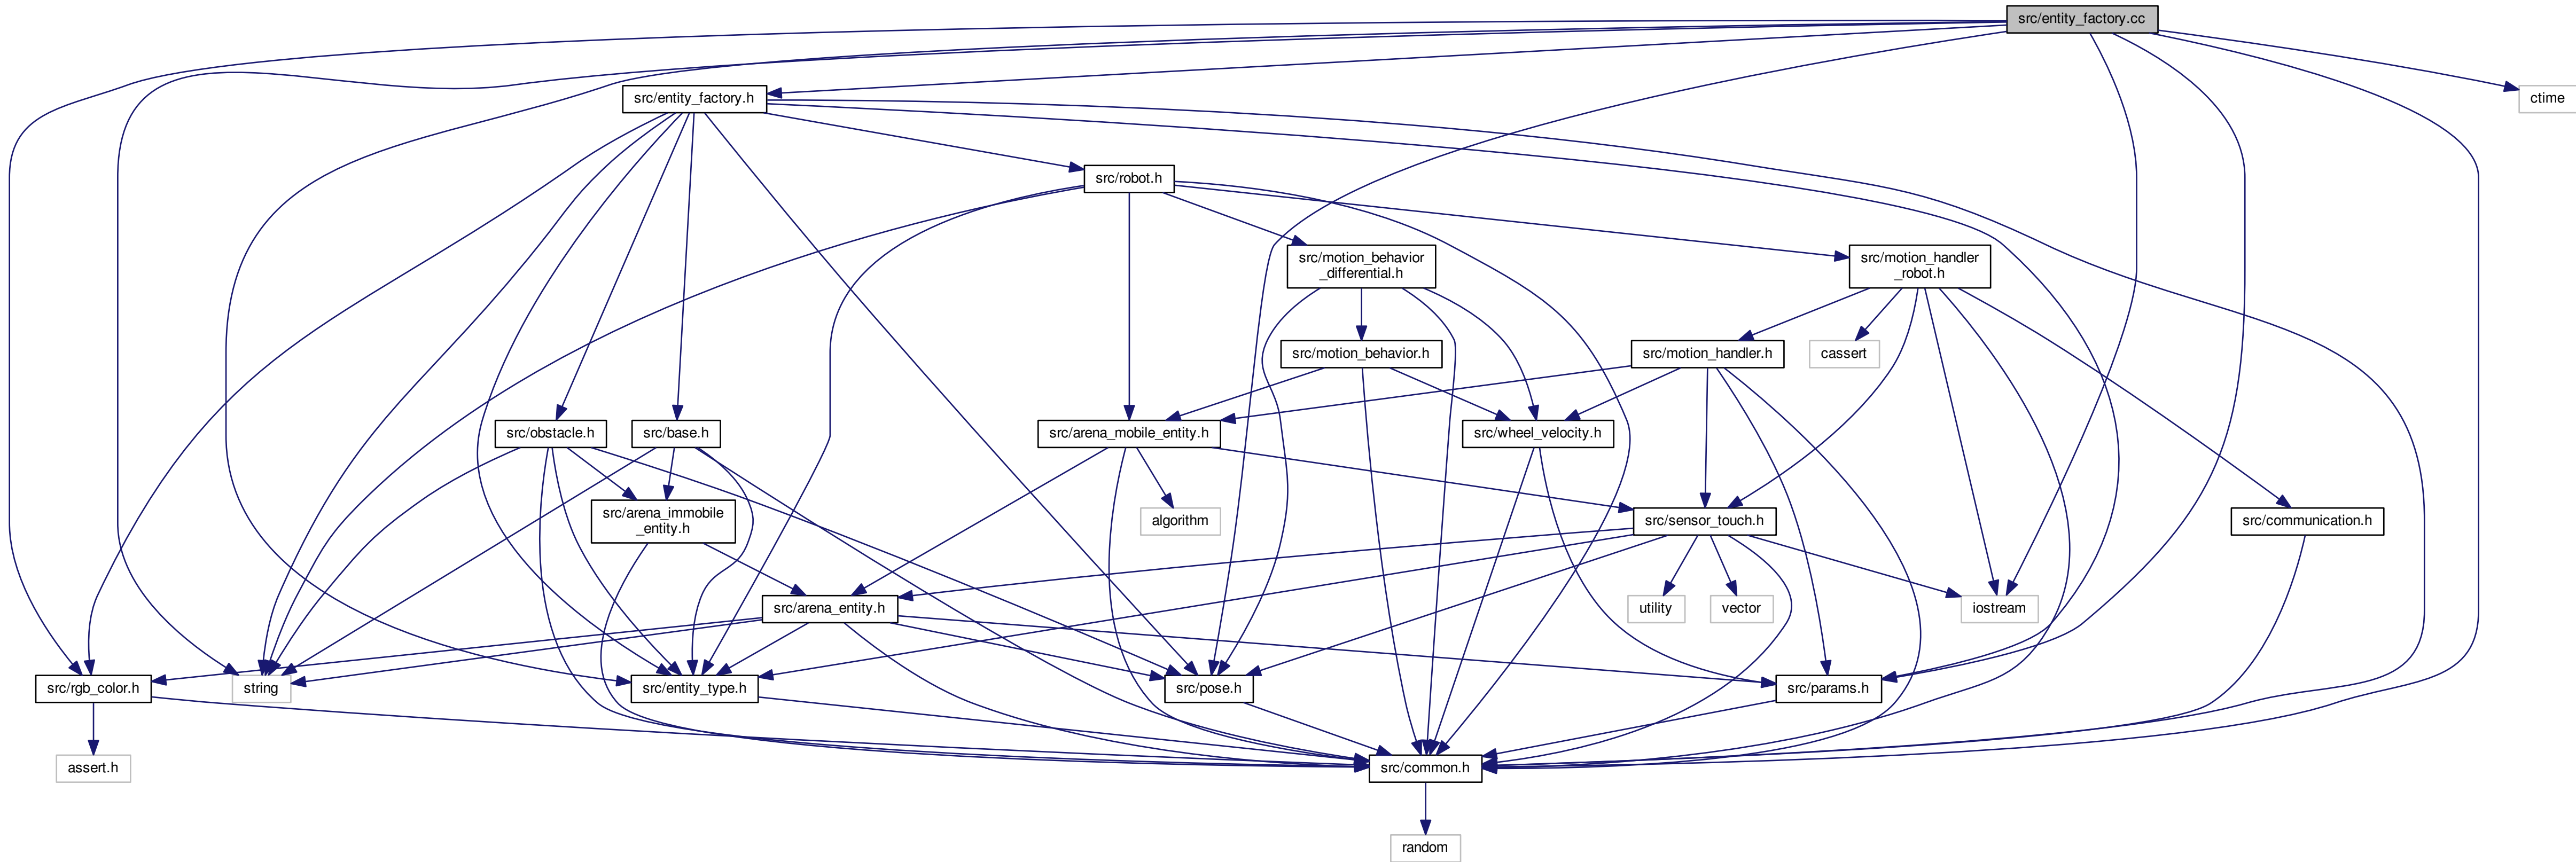 src/entity_factory.cc
src/entity_factory.h
ctime
src/robot.h
src/motion_behavior
_differential.h
src/motion_handler
_robot.h
src/motion_behavior.h
src/motion_handler.h
cassert
src/obstacle.h
src/base.h
src/arena_mobile_entity.h
src/wheel_velocity.h
src/arena_immobile
_entity.h
algorithm
src/sensor_touch.h
src/communication.h
src/arena_entity.h
utility
vector
iostream
src/rgb_color.h
string
src/entity_type.h
src/pose.h
src/params.h
assert.h
src/common.h
random